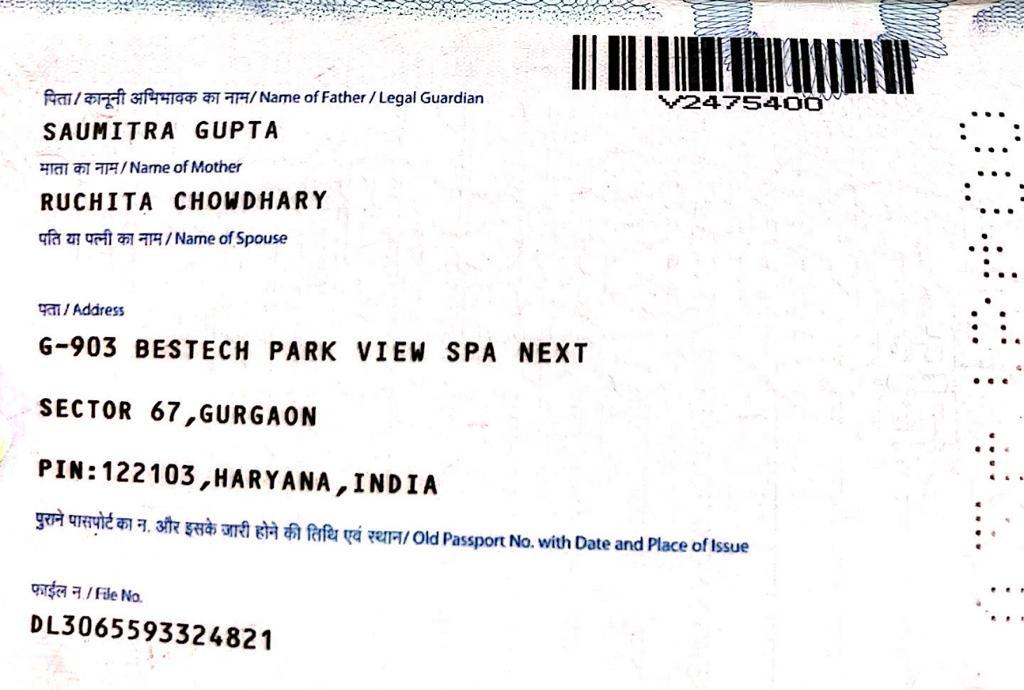 V2475400
पिता / कानूनी अभिभावक का नाम / Name of Father / Legal Guardian
SAUMITRA GUPTA
माता का नाम / Name of Mother
RUCHITA CHOWDHARY
पति या पत्नी का नाम / Name of Spouse
पता / Address
G-903 BESTECH PARK VIEW SPA NEXT
SECTOR 67,GURGAON
PIN:122103,HARYANA,INDIA
पुराने पासपोर्ट का न. और इसके जारी होने की तिथि एवं स्थान/ Old Passport No. with Date and Place of Issue
फाईल न / File No.
DL3065593324821